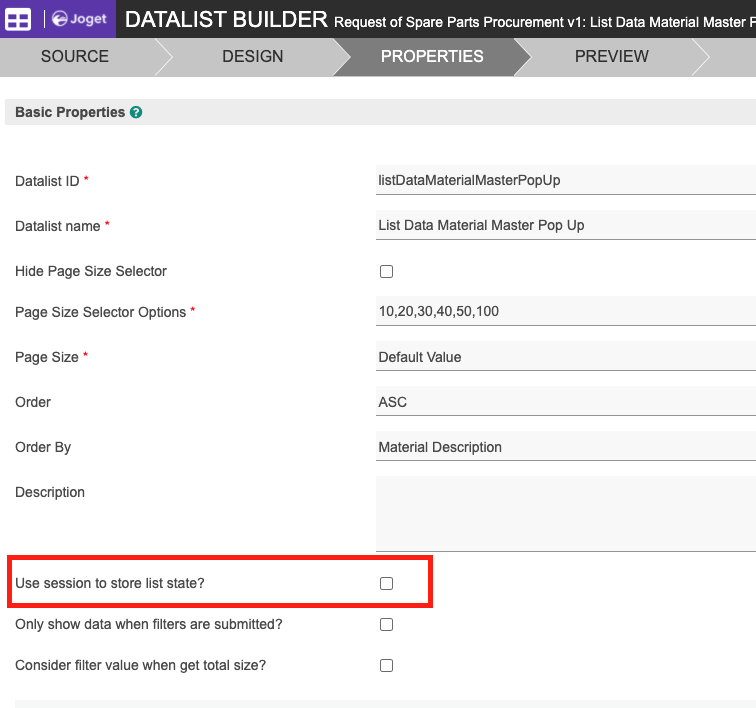 Joget DATALIST BUILDER Request of Spare Parts Procurement v1: List Data Material Master
SOURCE DESIGN PROPERTIES PREVIEW
Basic Properties ?
Datalist ID * listDataMaterialMasterPopUp
Datalist name * List Data Material Master Pop Up
Hide Page Size Selector
Page Size Selector Options * 10,20,30,40,50,100
Page Size * Default Value
Order ASC
Order By Material Description
Description
Use session to store list state?
Only show data when filters are submitted?
Consider filter value when get total size?